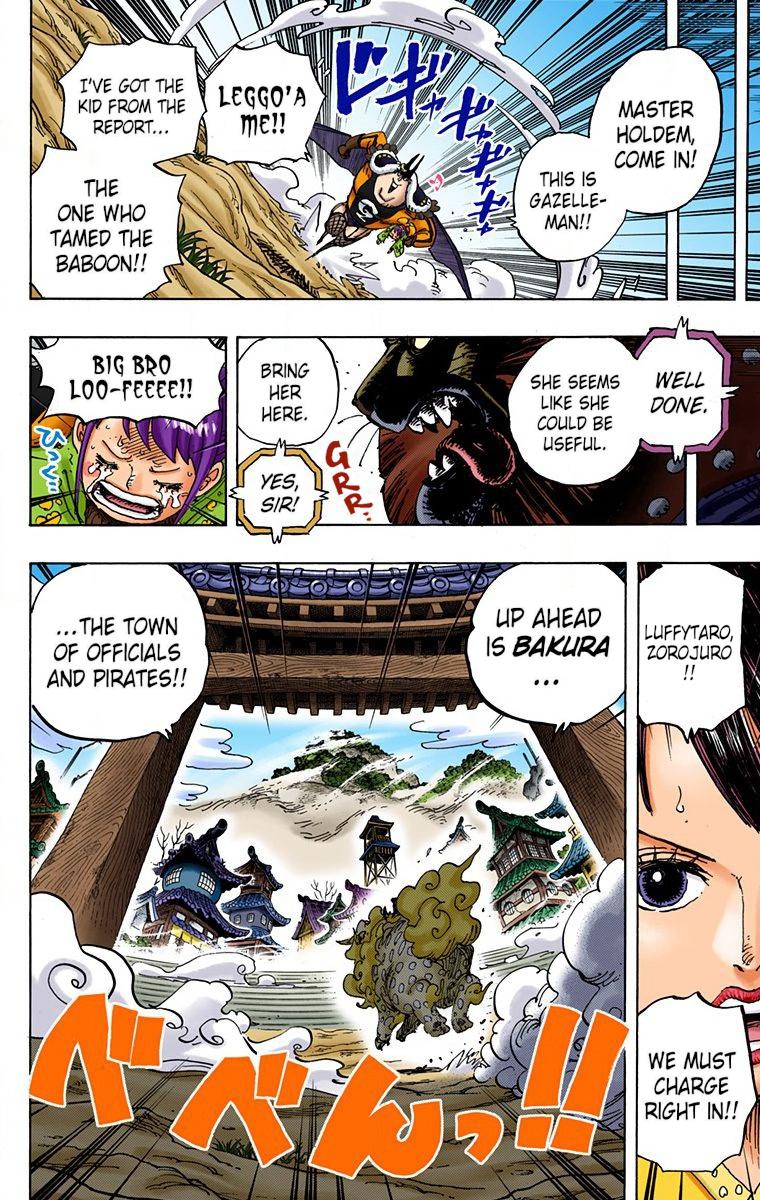 MASTER
HOLDEM,
COME IN!
THIS IS
GAZELLE-
MAN!!
ドギャギャギャ
LEGGO'A
ME!!
I'VE GOT THE
KID FROM THE
REPORT...
THE
ONE WHO
TAMED THE
BABOON!!
WELL
DONE.
SHE SEEMS
LIKE SHE
COULD BE
USEFUL.
BRING
HER
HERE.
GRR..
YES,
SIR!
BIG BRO
LOO-FEEEE!!
ひっぐ
LUFFYTARO,
ZOROJURO
!!
WE MUST
CHARGE
RIGHT IN!!
UP AHEAD
IS BAKURA
...
...THE TOWN
OF OFFICIALS
AND PIRATES!!
べべんっ!!